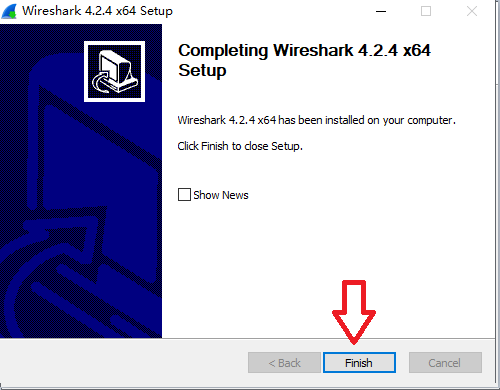 Wireshark 4.2.4 x64 Setup
Completing Wireshark 4.2.4 x64
Setup
Wireshark 4.2.4 x64 has been installed on your computer.
Click Finish to close Setup.
Show News
< Back
Finish
Cancel